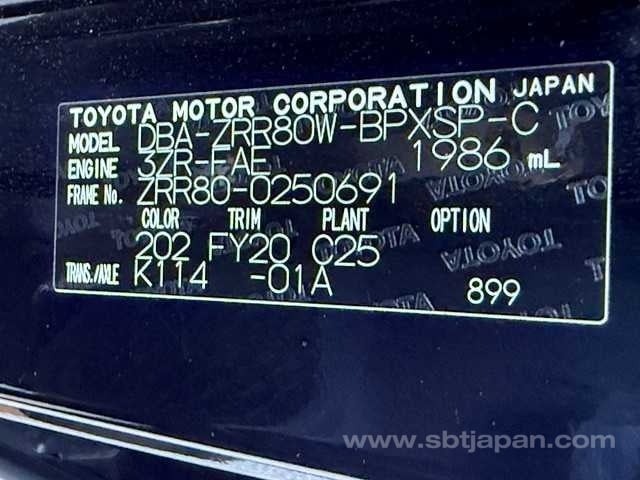 TOYOTA MOTOR CORPORATION JAPAN
MODEL DBA-ZRR80W-BPXSP-C
ENGINE 3ZR-FAE 1986 mL
FRAME No. ZRR80-0250691
COLOR TRIM PLANT OPTION
202 FY20 C25
TRANS./AXLE K114 -01A 899
www.sbtjapan.com